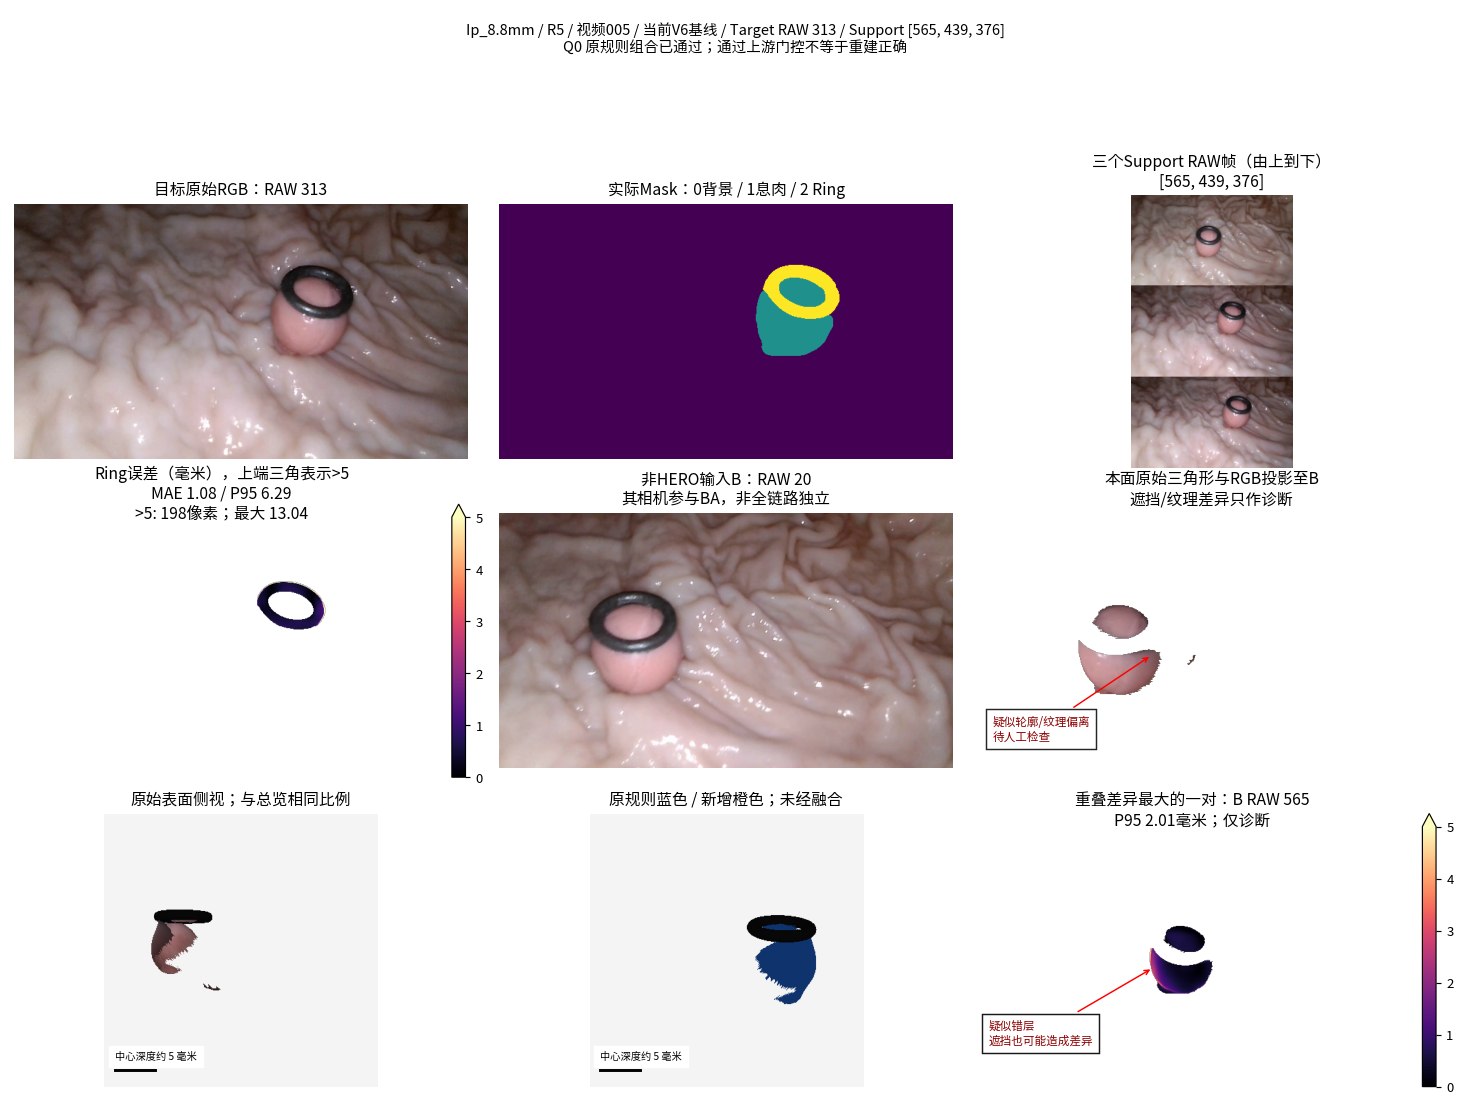 Ip_8.8mm / R5 / 视频005 / 当前V6基线 / Target RAW 313 / Support [565, 439, 376]
Q0 原规则组合已通过；通过上游门控不等于重建正确
目标原始RGB：RAW 313
实际Mask：0背景 / 1息肉 / 2 Ring
三个Support RAW帧（由上到下）
[565, 439, 376]
Ring误差（毫米），上端三角表示>5
MAE 1.08 / P95 6.29
>5: 198像素；最大 13.04
5
4
3
2
1
0
非HERO输入B：RAW 20
其相机参与BA，非全链路独立
本面原始三角形与RGB投影至B
遮挡/纹理差异只作诊断
疑似轮廓/纹理偏离
待人工检查
原始表面侧视；与总览相同比例
中心深度约 5 毫米
原规则蓝色 / 新增橙色；未经融合
中心深度约 5 毫米
重叠差异最大的一对：B RAW 565
P95 2.01毫米；仅诊断
疑似错层
遮挡也可能造成差异
5
4
3
2
1
0